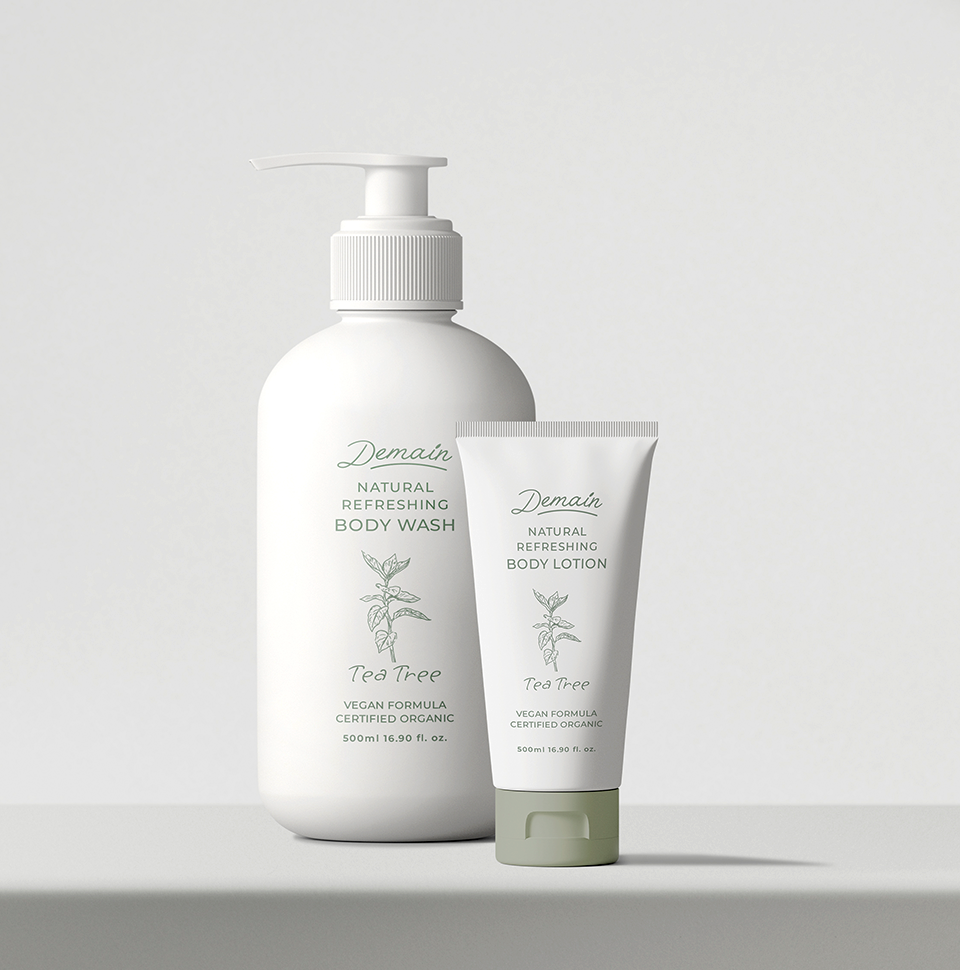 Demain
NATURAL
REFRESHING
BODY WASH
Tea Tree
VEGAN FORMULA
CERTIFIED ORGANIC
500ml 16.90 fl. oz.
Demain
NATURAL
REFRESHING
BODY LOTION
Tea Tree
VEGAN FORMULA
CERTIFIED ORGANIC
500ml 16.90 fl. oz.